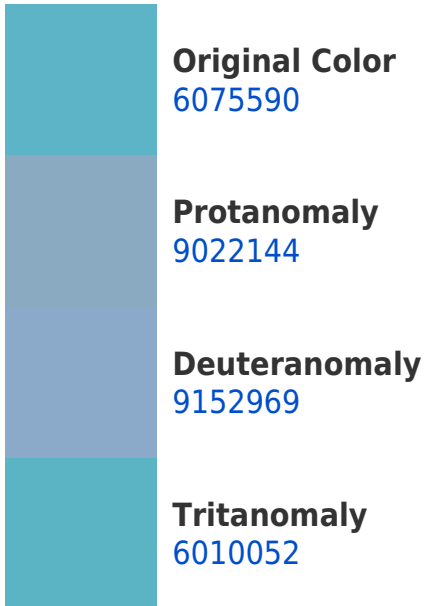 Original Color
6075590
Protanomaly
9022144
Deuteranomaly
9152969
Tritanomaly
6010052